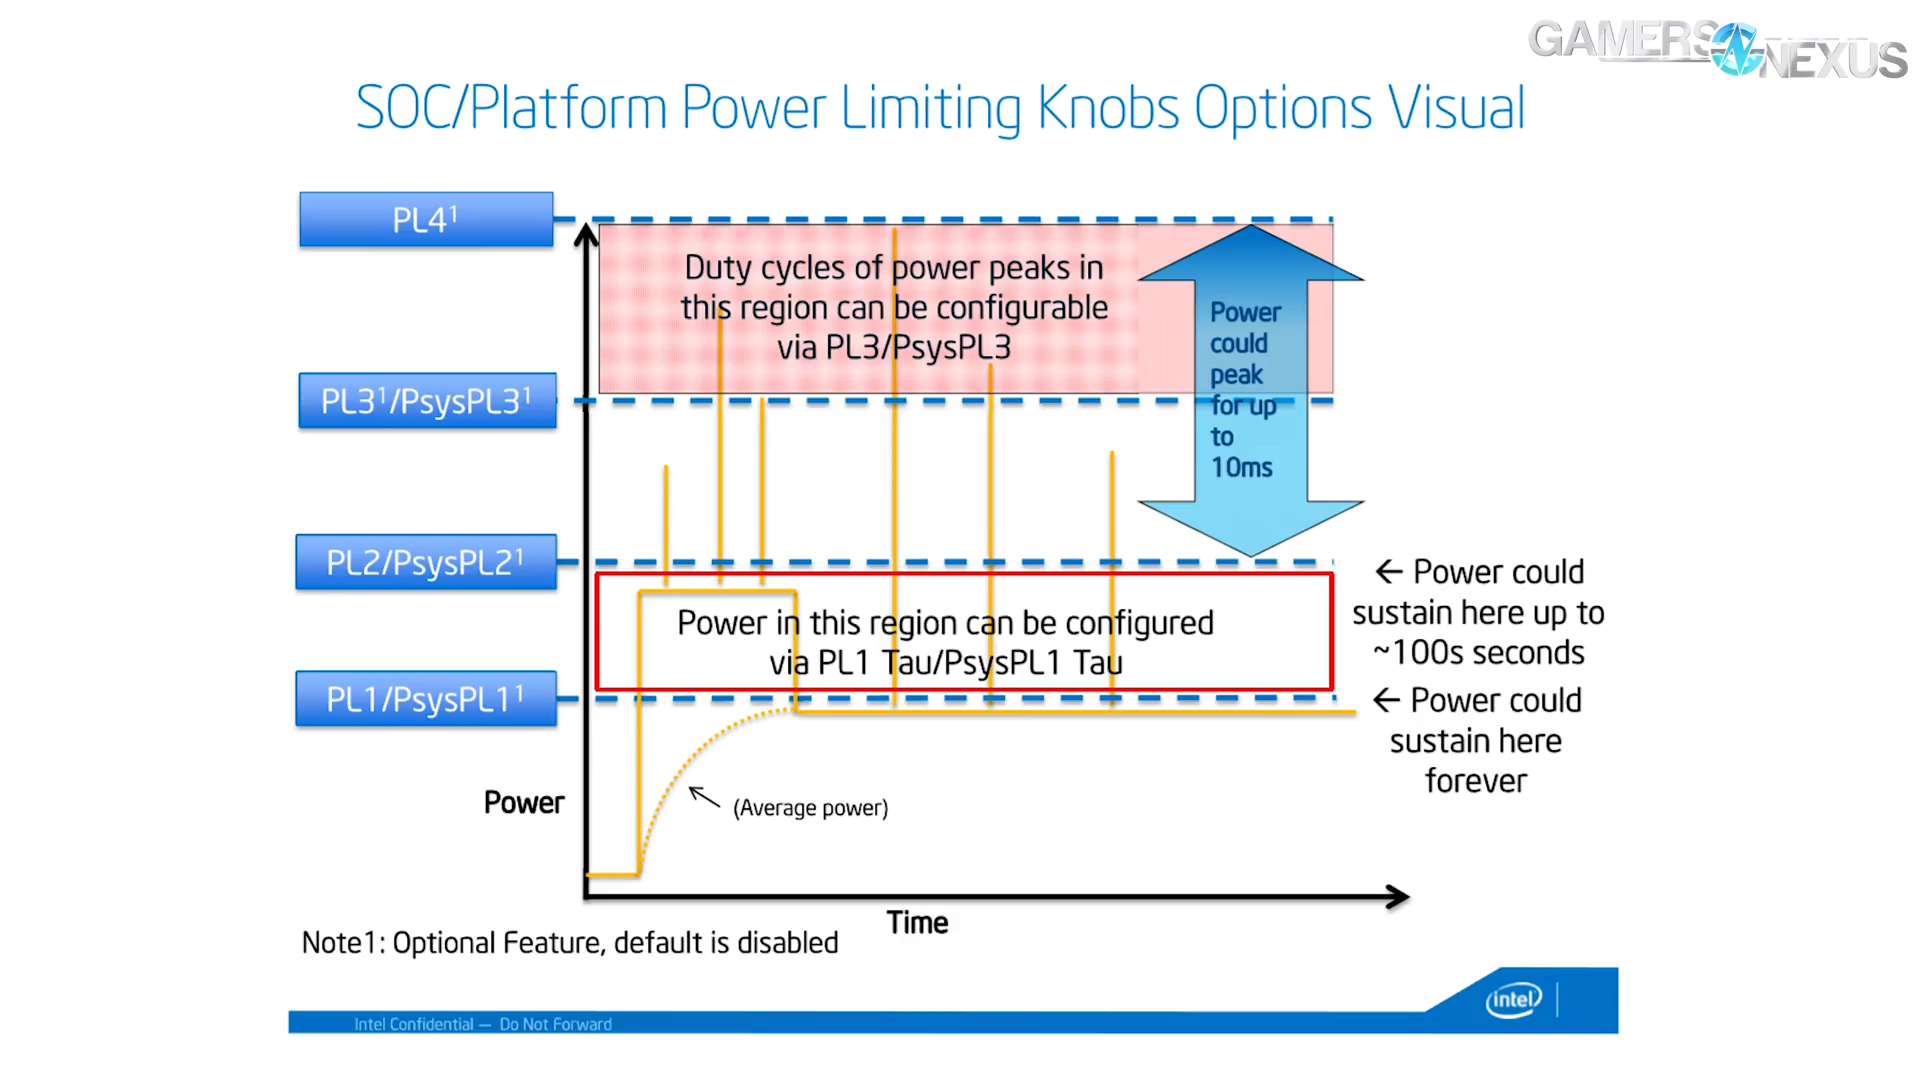 GAMERS NEXUS
SOC/Platform Power Limiting Knobs Options Visual
PL4¹
Duty cycles of power peaks in
this region can be configurable
via PL3/PsysPL3
Power
could
peak
for up
to
10ms
PL3¹/PsysPL3¹
PL2/PsysPL2¹
← Power could
sustain here up to
~100s seconds
Power in this region can be configured
via PL1 Tau/PsysPL1 Tau
PL1/PsysPL1¹
← Power could
sustain here
forever
Power
(Average power)
Time
Note1: Optional Feature, default is disabled
intel
Intel Confidential — Do Not Forward